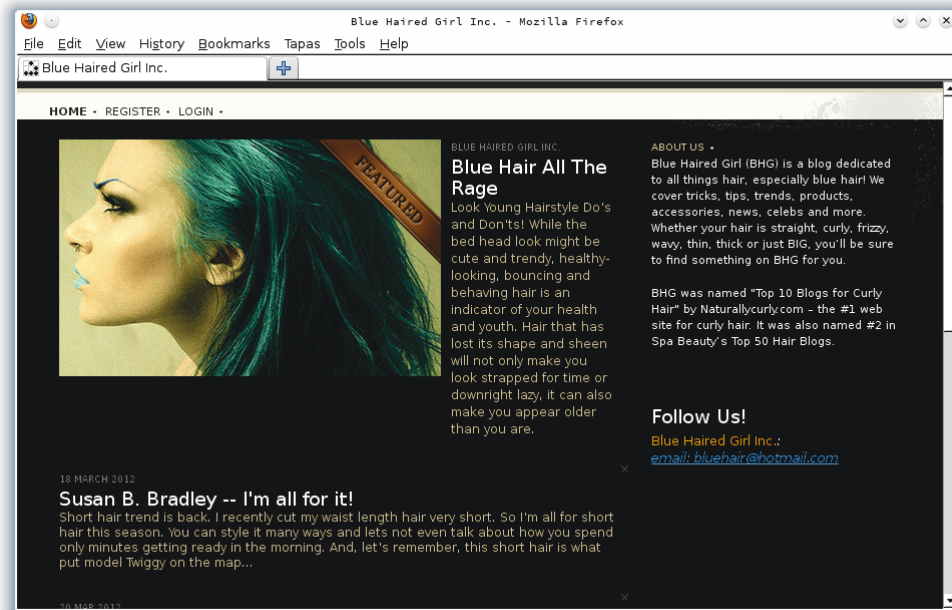 Blue Haired Girl Inc. - Mozilla Firefox
File Edit View History Bookmarks Tapas Tools Help
Blue Haired Girl Inc.
HOME • REGISTER • LOGIN •
FEATURED
BLUE HAIRED GIRL INC.
Blue Hair All The
Rage
Look Young Hairstyle Do's
and Don'ts! While the
bed head look might be
cute and trendy, healthy-
looking, bouncing and
behaving hair is an
indicator of your health
and youth. Hair that has
lost its shape and sheen
will not only make you
look strapped for time or
downright lazy, it can also
make you appear older
than you are.
18 MARCH 2012
Susan B. Bradley -- I'm all for it!
Short hair trend is back. I recently cut my waist length hair very short. So I'm all for short
hair this season. You can style it many ways and lets not even talk about how you spend
only minutes getting ready in the morning. And, let's remember, this short hair is what
put model Twiggy on the map...
20 MAR 2012
ABOUT US •
Blue Haired Girl (BHG) is a blog dedicated
to all things hair, especially blue hair! We
cover tricks, tips, trends, products,
accessories, news, celebs and more.
Whether your hair is straight, curly, frizzy,
wavy, thin, thick or just BIG, you'll be sure
to find something on BHG for you.
BHG was named "Top 10 Blogs for Curly
Hair" by Naturallycurly.com – the #1 web
site for curly hair. It was also named #2 in
Spa Beauty's Top 50 Hair Blogs.
Follow Us!
Blue Haired Girl Inc.:
email: bluehair@hotmail.com